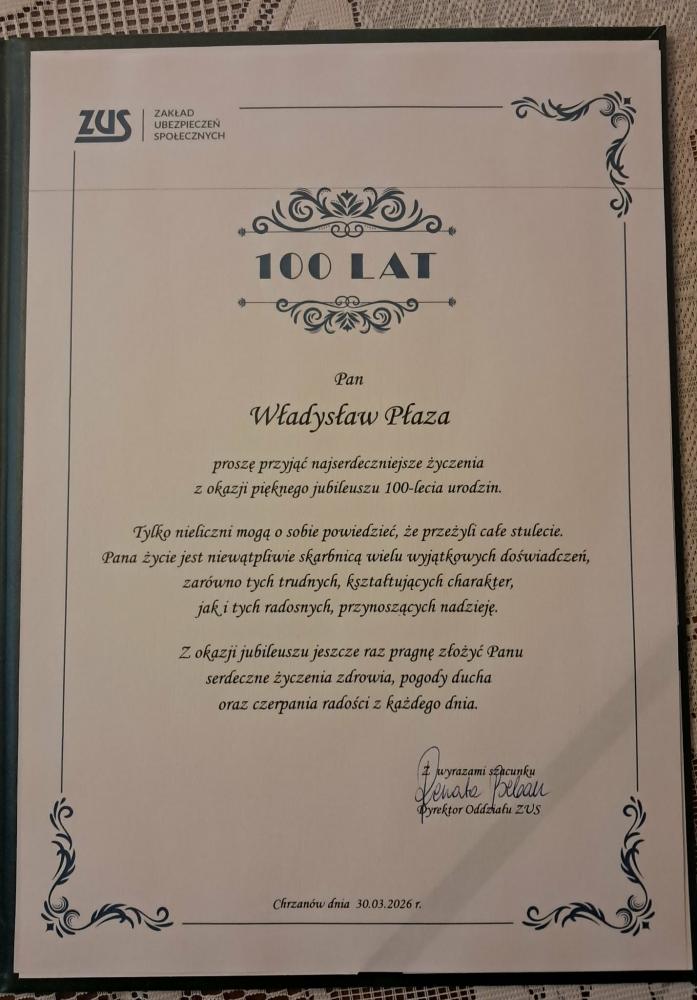 ZUS
ZAKŁAD
UBEZPIECZEŃ
SPOŁECZNYCH
100 LAT
Pan
Władysław Płaza
proszę przyjąć najserdeczniejsze życzenia
z okazji pięknego jubileuszu 100-lecia urodzin.
Tylko nieliczni mogą o sobie powiedzieć, że przeżyli całe stulecie.
Pana życie jest niewątpliwie skarbnicą wielu wyjątkowych doświadczeń,
zarówno tych trudnych, kształtujących charakter,
jak i tych radosnych, przynoszących nadzieję.
Z okazji jubileuszu jeszcze raz pragnę złożyć Panu
serdeczne życzenia zdrowia, pogody ducha
oraz czerpania radości z każdego dnia.
Z wyrazami szacunku
Renata
Dyrektor Oddziału ZUS
Chrzanów dnia 30.03.2026 r.